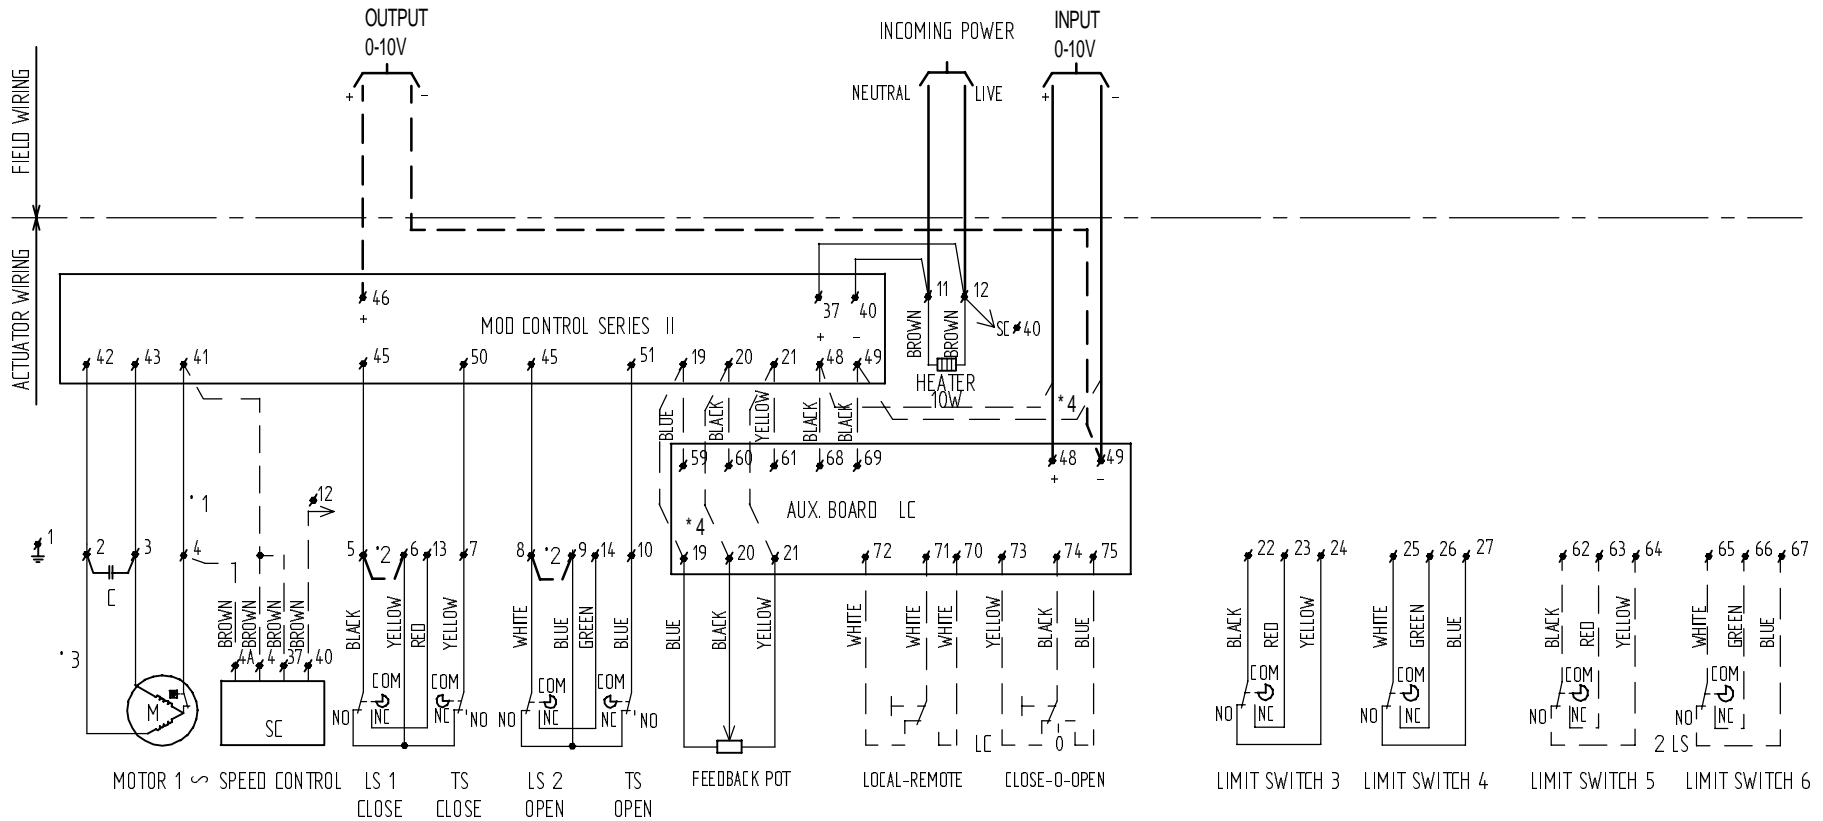 OUTPUT
0-10V
+ −
INCOMING POWER
NEUTRAL LIVE
INPUT
0-10V
+ −
FIELD WIRING
ACTUATOR WIRING
46
+
MOD CONTROL SERIES II
37 40
+ −
11 12
SC 40
BROWN BROWN
HEATER
10W
42 43 41 45 50 45 51 19 20 21 48 49
*4
BLUE BLACK YELLOW BLACK BLACK
59 60 61 68 69 48 49
+ −
AUX. BOARD LC
*4
12
*1
1 2 3 4 5 *2 6 13 7 8 *2 9 14 10 19 20 21 72 71 70 73 74 75
22 23 24 25 26 27 62 63 64 65 66 67
C
*3
BROWN BROWN BROWN BROWN
4A 4 37 40
BLACK YELLOW RED YELLOW
WHITE BLUE GREEN BLUE
BLUE BLACK YELLOW
WHITE WHITE WHITE
YELLOW BLACK BLUE
BLACK RED YELLOW
WHITE GREEN BLUE
BLACK RED YELLOW
WHITE GREEN BLUE
M
SC
COM COM COM COM
NO NC NC NO NO NC NC NO
LC 0
COM COM COM COM
NO NC NO NC NO NC NO NC
2 LS
MOTOR 1 ∽ SPEED CONTROL
LS 1
CLOSE
TS
CLOSE
LS 2
OPEN
TS
OPEN
FEEDBACK POT
LOCAL-REMOTE
CLOSE-O-OPEN
LIMIT SWITCH 3
LIMIT SWITCH 4
LIMIT SWITCH 5
LIMIT SWITCH 6